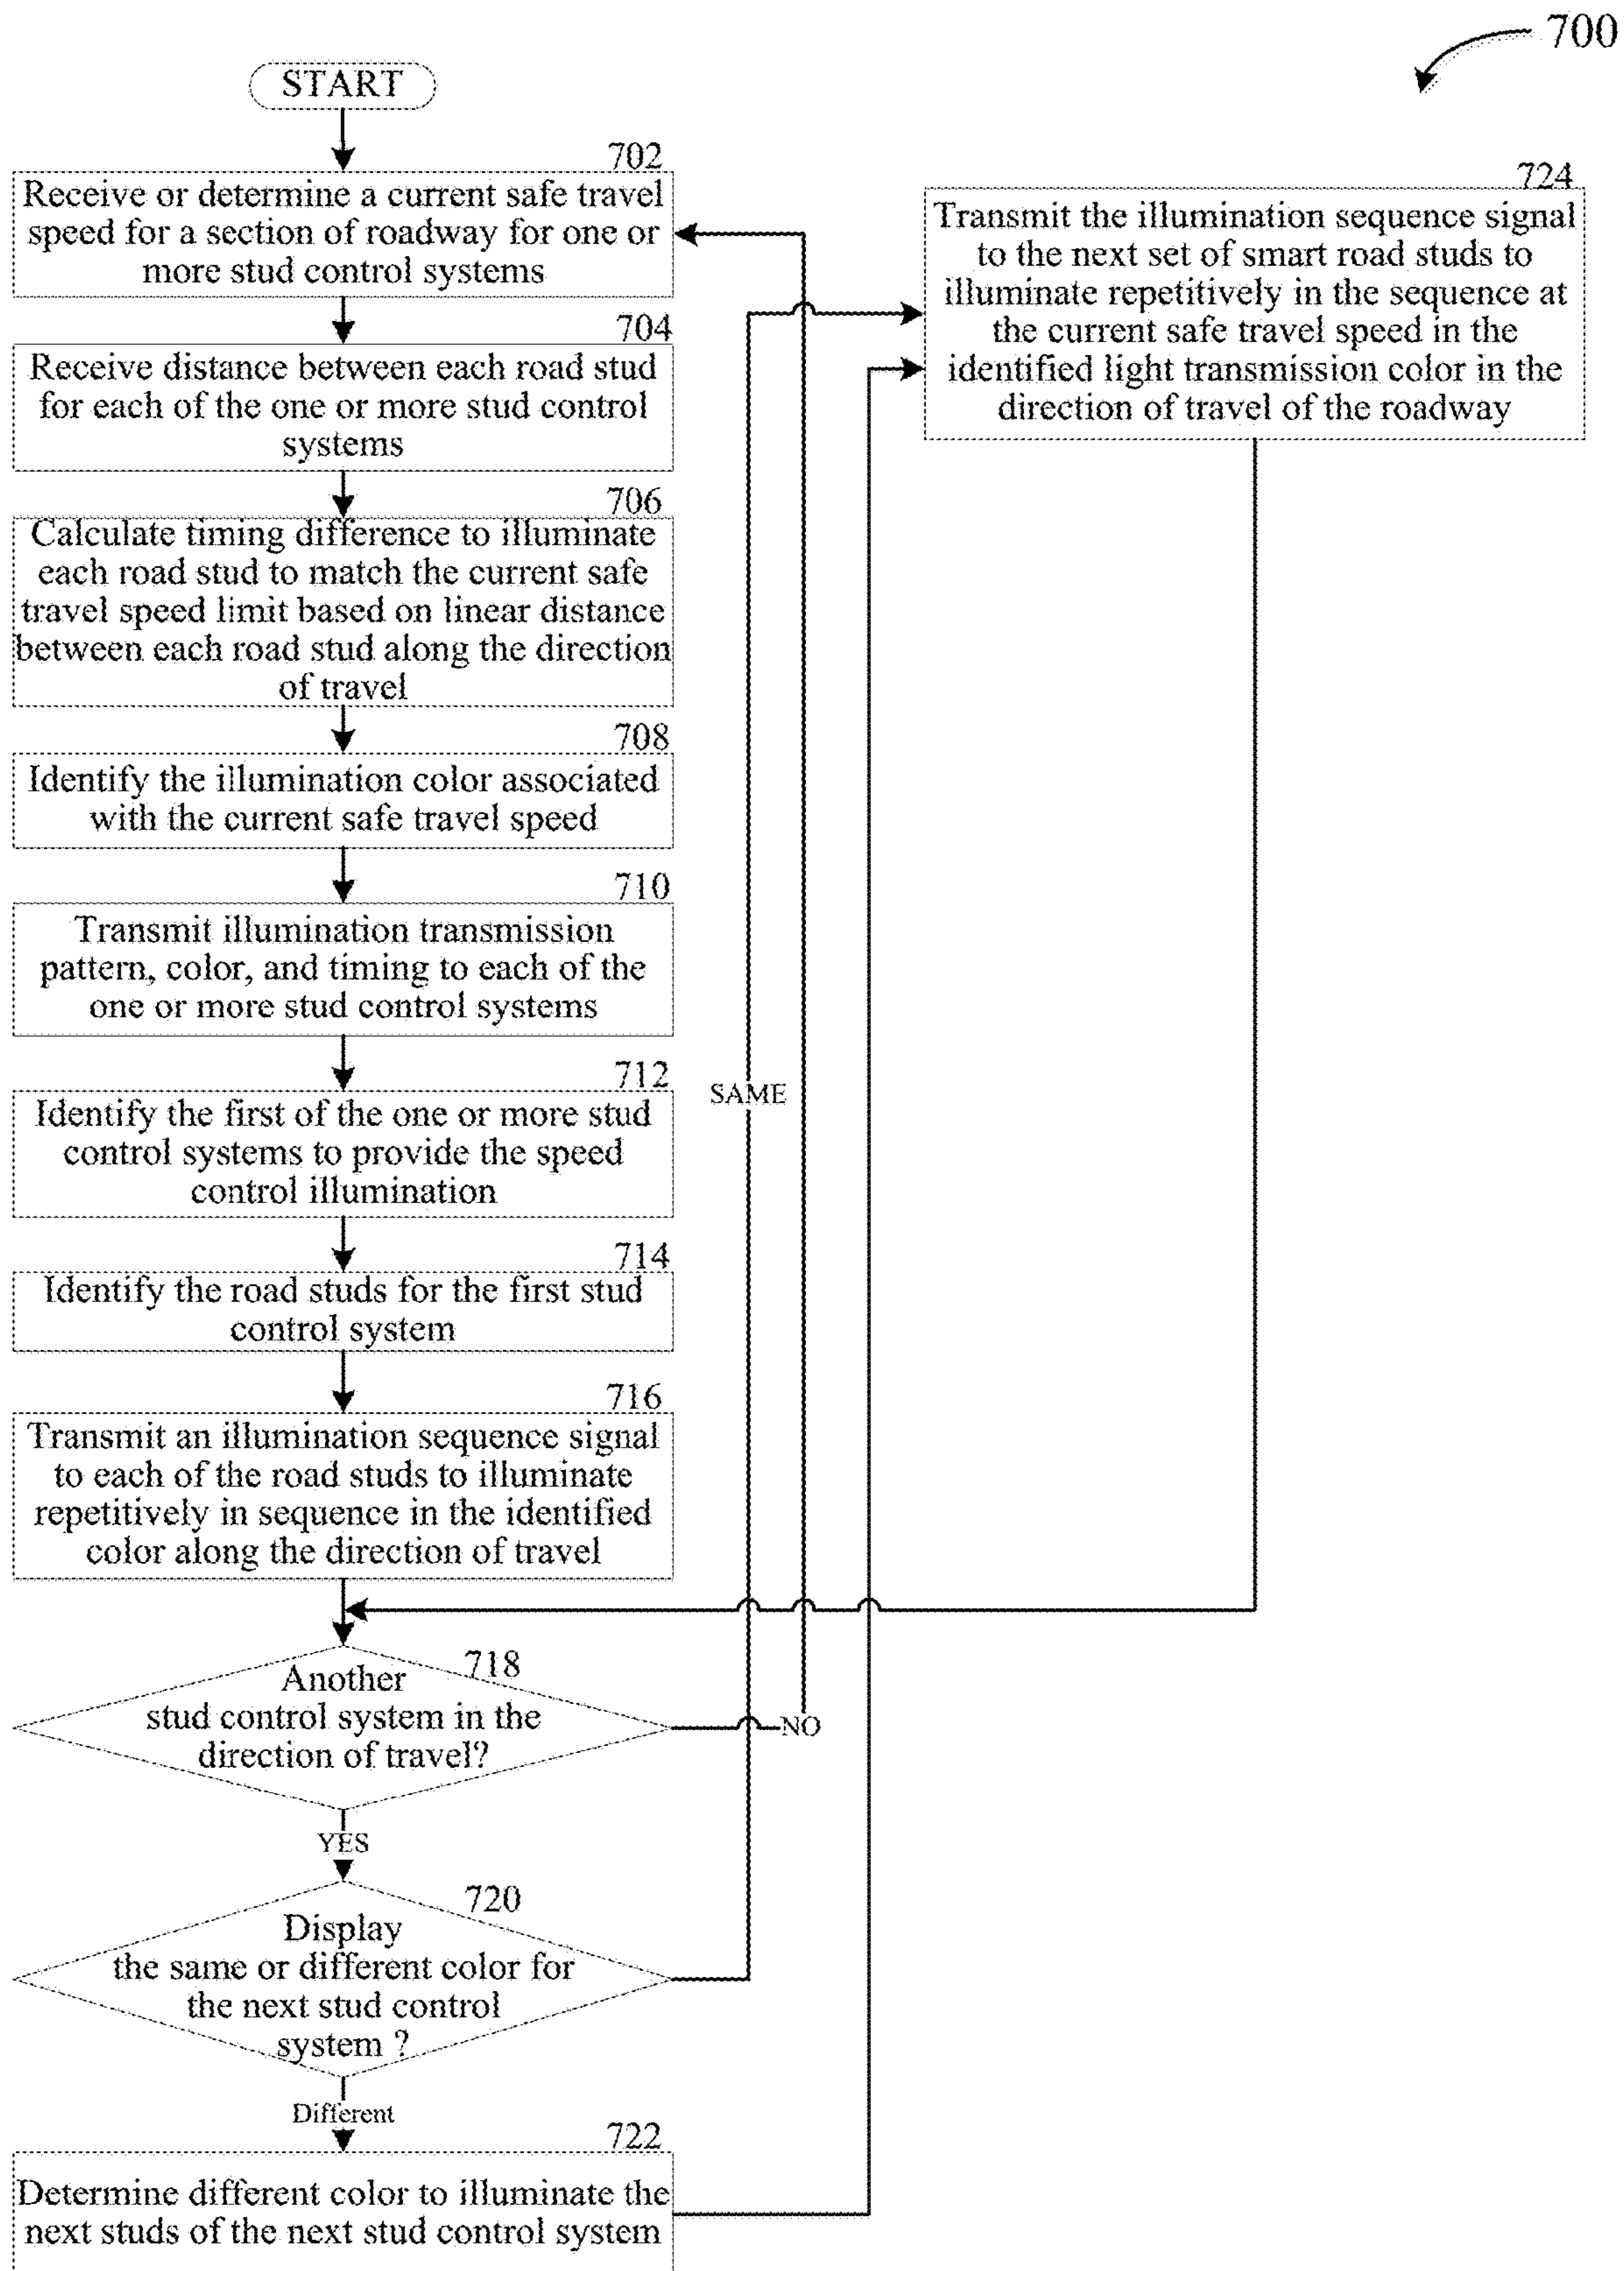 700
START
702
Receive or determine a current safe travel
speed for a section of roadway for one or
more stud control systems
704
Receive distance between each road stud
for each of the one or more stud control
systems
706
Calculate timing difference to illuminate
each road stud to match the current safe
travel speed limit based on linear distance
between each road stud along the direction
of travel
708
Identify the illumination color associated
with the current safe travel speed
710
Transmit illumination transmission
pattern, color, and timing to each of the
one or more stud control systems
712
Identify the first of the one or more stud
control systems to provide the speed
control illumination
714
Identify the road studs for the first stud
control system
716
Transmit an illumination sequence signal
to each of the road studs to illuminate
repetitively in sequence in the identified
color along the direction of travel
718
Another
stud control system in the
direction of travel?
NO
YES
720
Display
the same or different color for
the next stud control
system ?
SAME
Different
722
Determine different color to illuminate the
next studs of the next stud control system
724
Transmit the illumination sequence signal
to the next set of smart road studs to
illuminate repetitively in the sequence at
the current safe travel speed in the
identified light transmission color in the
direction of travel of the roadway